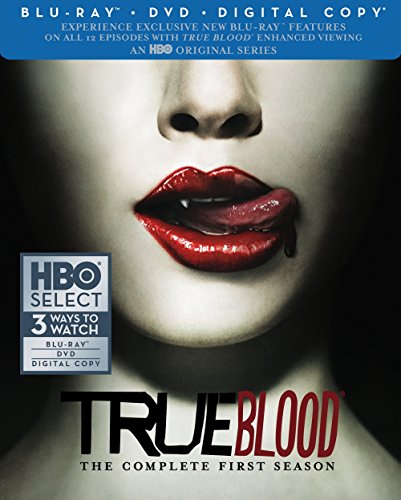 BLU-RAY™ • DVD • DIGITAL COPY*
EXPERIENCE EXCLUSIVE NEW BLU-RAY™ FEATURES
ON ALL 12 EPISODES WITH TRUE BLOOD® ENHANCED VIEWING
AN HBO® ORIGINAL SERIES
HBO®
SELECT
3 WAYS TO
WATCH
BLU-RAY™
DVD
DIGITAL COPY
TRUEBLOOD®
THE COMPLETE FIRST SEASON